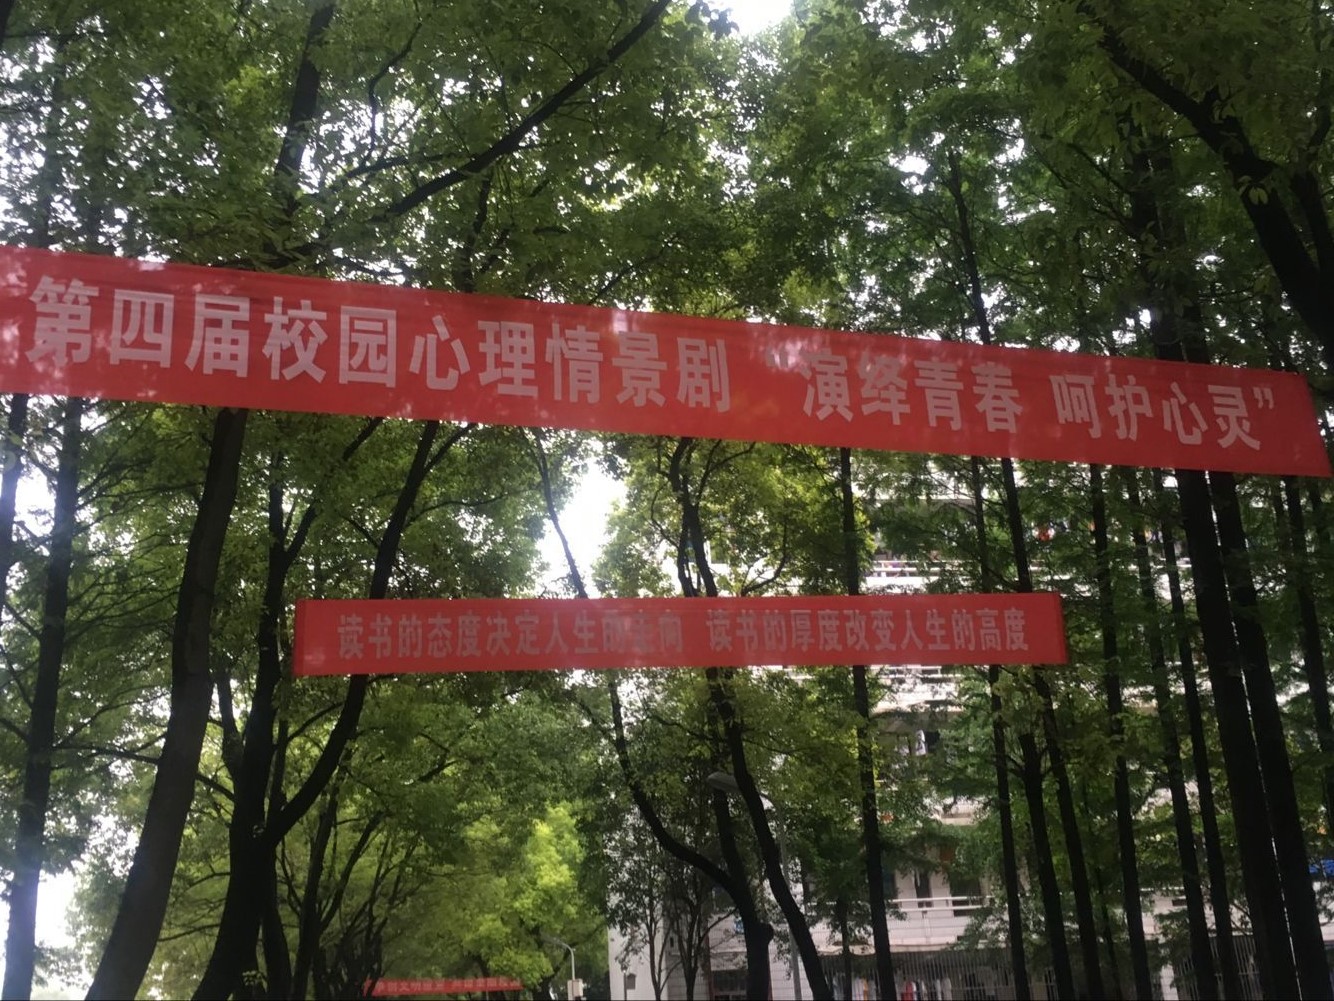 第四届校园心理情景剧 “演绎青春 呵护心灵”
读书的态度决定人生的走向 读书的厚度改变人生的高度